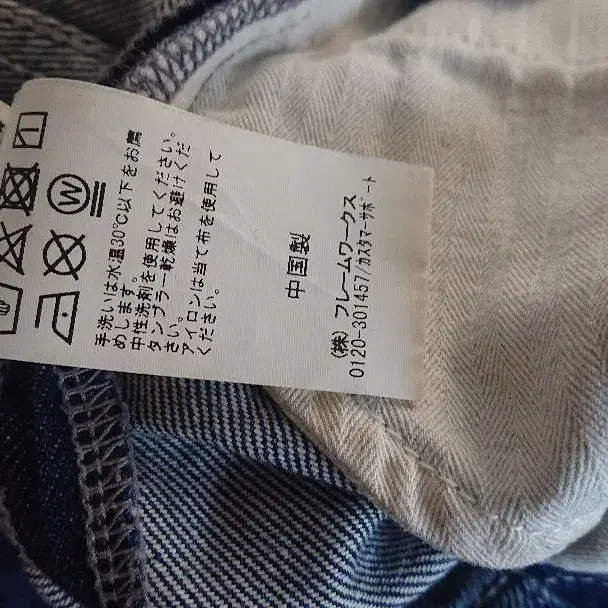 手洗いは水温30℃以下をお薦
めします。
中性洗剤を使用してください。
タンブラー乾燥はお避けくだ
さい。
アイロンは当て布を使用して
ください。
中国製
(株) フレームワークス
0120-301457/カスタマーサポート
W